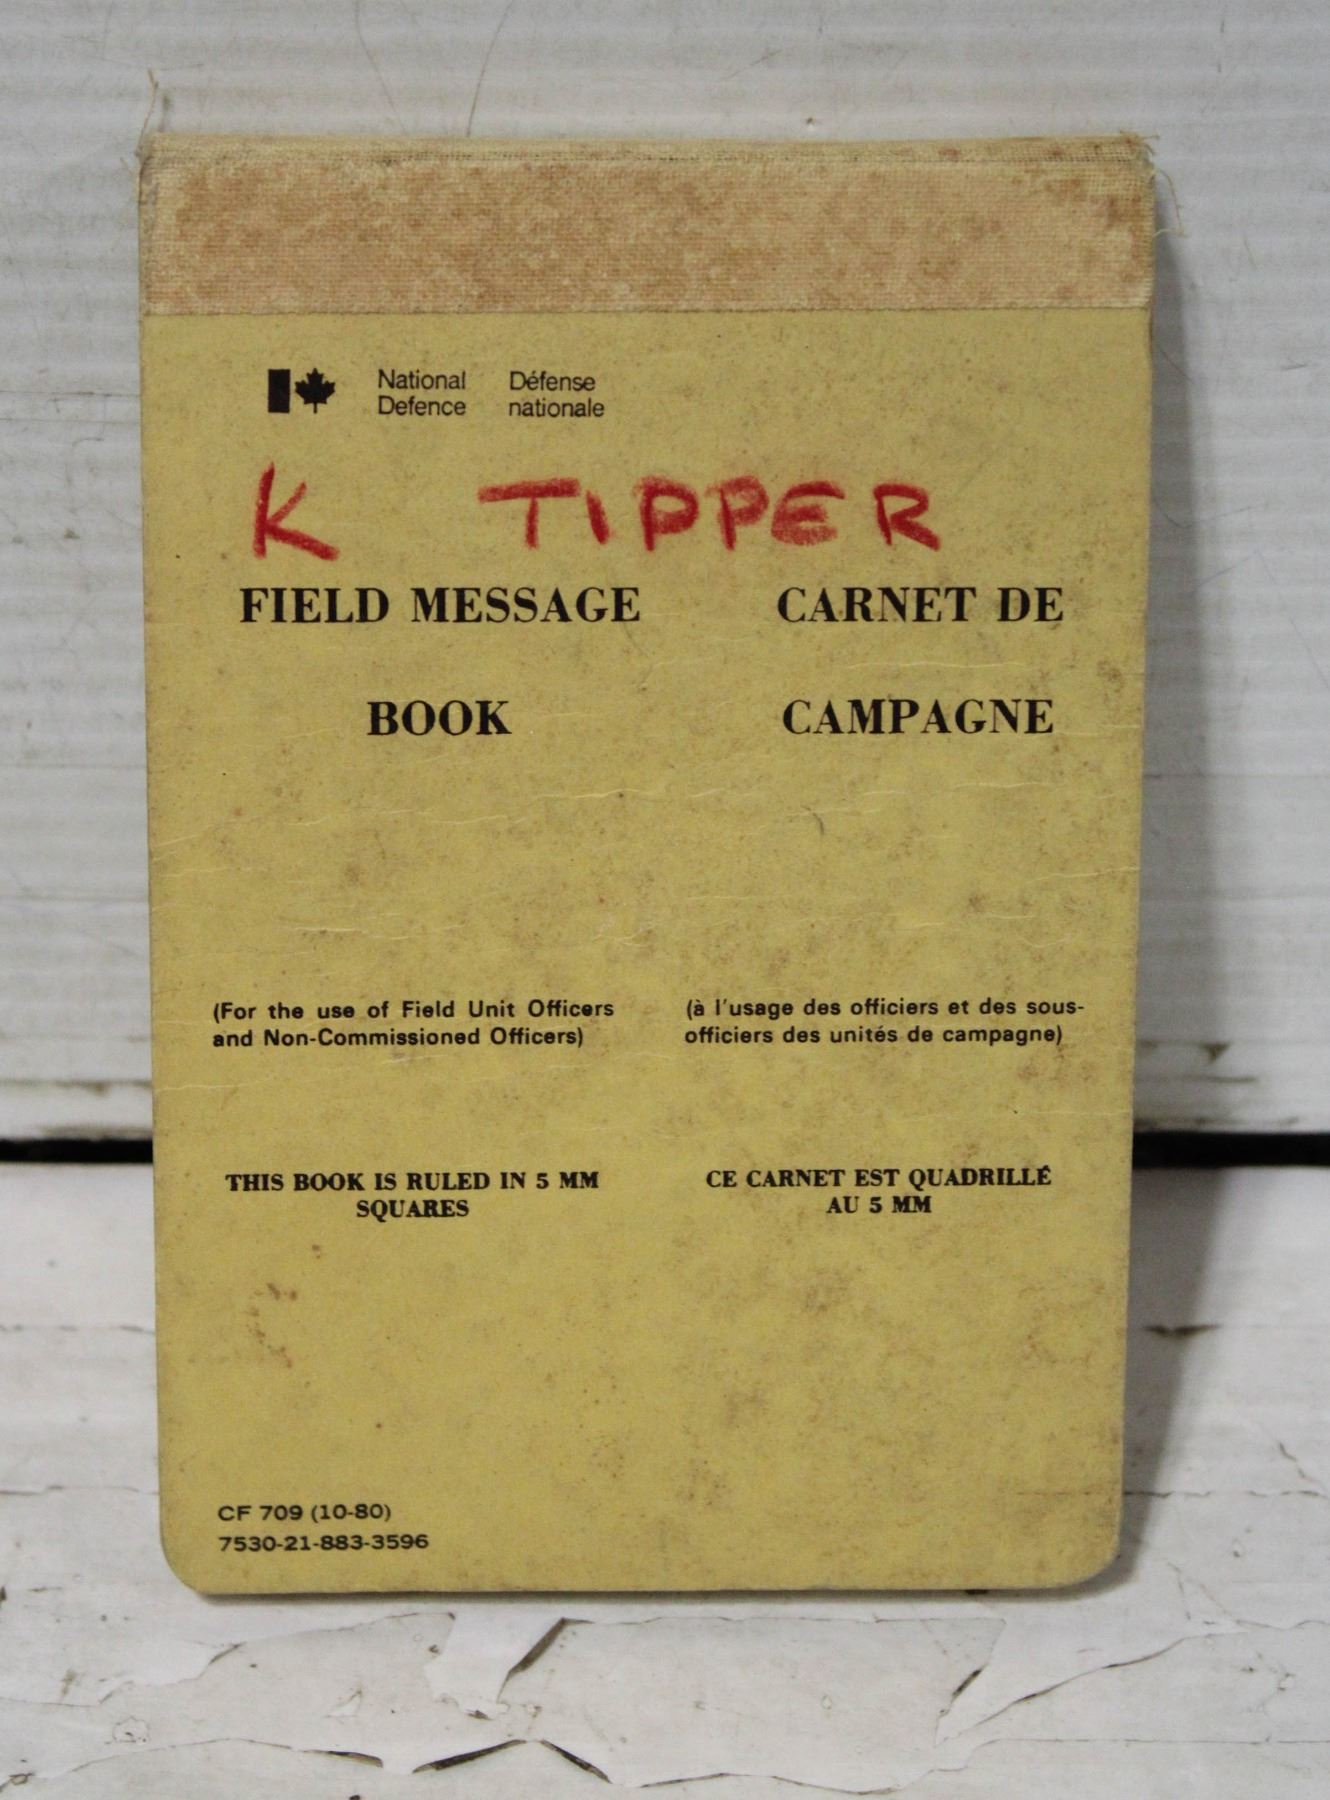 National Defence
Défense nationale
K TIPPER
FIELD MESSAGE
BOOK
CARNET DE
CAMPAGNE
(For the use of Field Unit Officers
and Non-Commissioned Officers)
(à l'usage des officiers et des sous-
officiers des unités de campagne)
THIS BOOK IS RULED IN 5 MM
SQUARES
CE CARNET EST QUADRILLÉ
AU 5 MM
CF 709 (10-80)
7530-21-883-3596